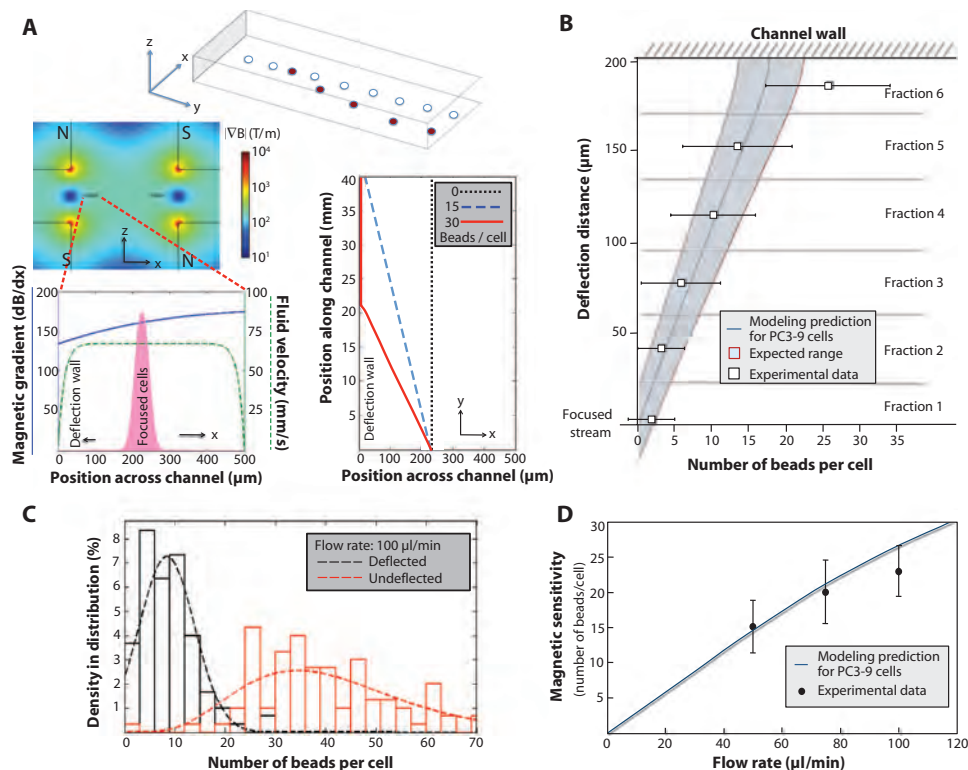 A
z
x
y
N
S
S
N
z
x
|∇B| (T/m)
10⁴
10³
10²
10¹
Magnetic gradient (dB/dx)
200
150
100
50
Deflection wall
Focused cells
x
100
75
50
25
0
Fluid velocity (mm/s)
0 100 200 300 400 500
Position across channel (μm)
Position along channel (mm)
40
35
30
25
20
15
10
5
0
15
30
Beads / cell
Deflection wall
y
x
0 100 200 300 400 500
Position across channel (μm)
B
Channel wall
Deflection distance (μm)
200
150
100
50
Focused
stream
Fraction 6
Fraction 5
Fraction 4
Fraction 3
Fraction 2
Fraction 1
Modeling prediction
for PC3-9 cells
Expected range
Experimental data
0 5 10 15 20 25 30 35
Number of beads per cell
C
Density in distribution (%)
8
7
6
5
4
3
2
1
Flow rate: 100 μl/min
Deflected
Undeflected
0 10 20 30 40 50 60 70
Number of beads per cell
D
Magnetic sensitivity
(number of beads/cell)
30
25
20
15
10
5
Modeling prediction
for PC3-9 cells
Experimental data
0 20 40 60 80 100 120
Flow rate (μl/min)